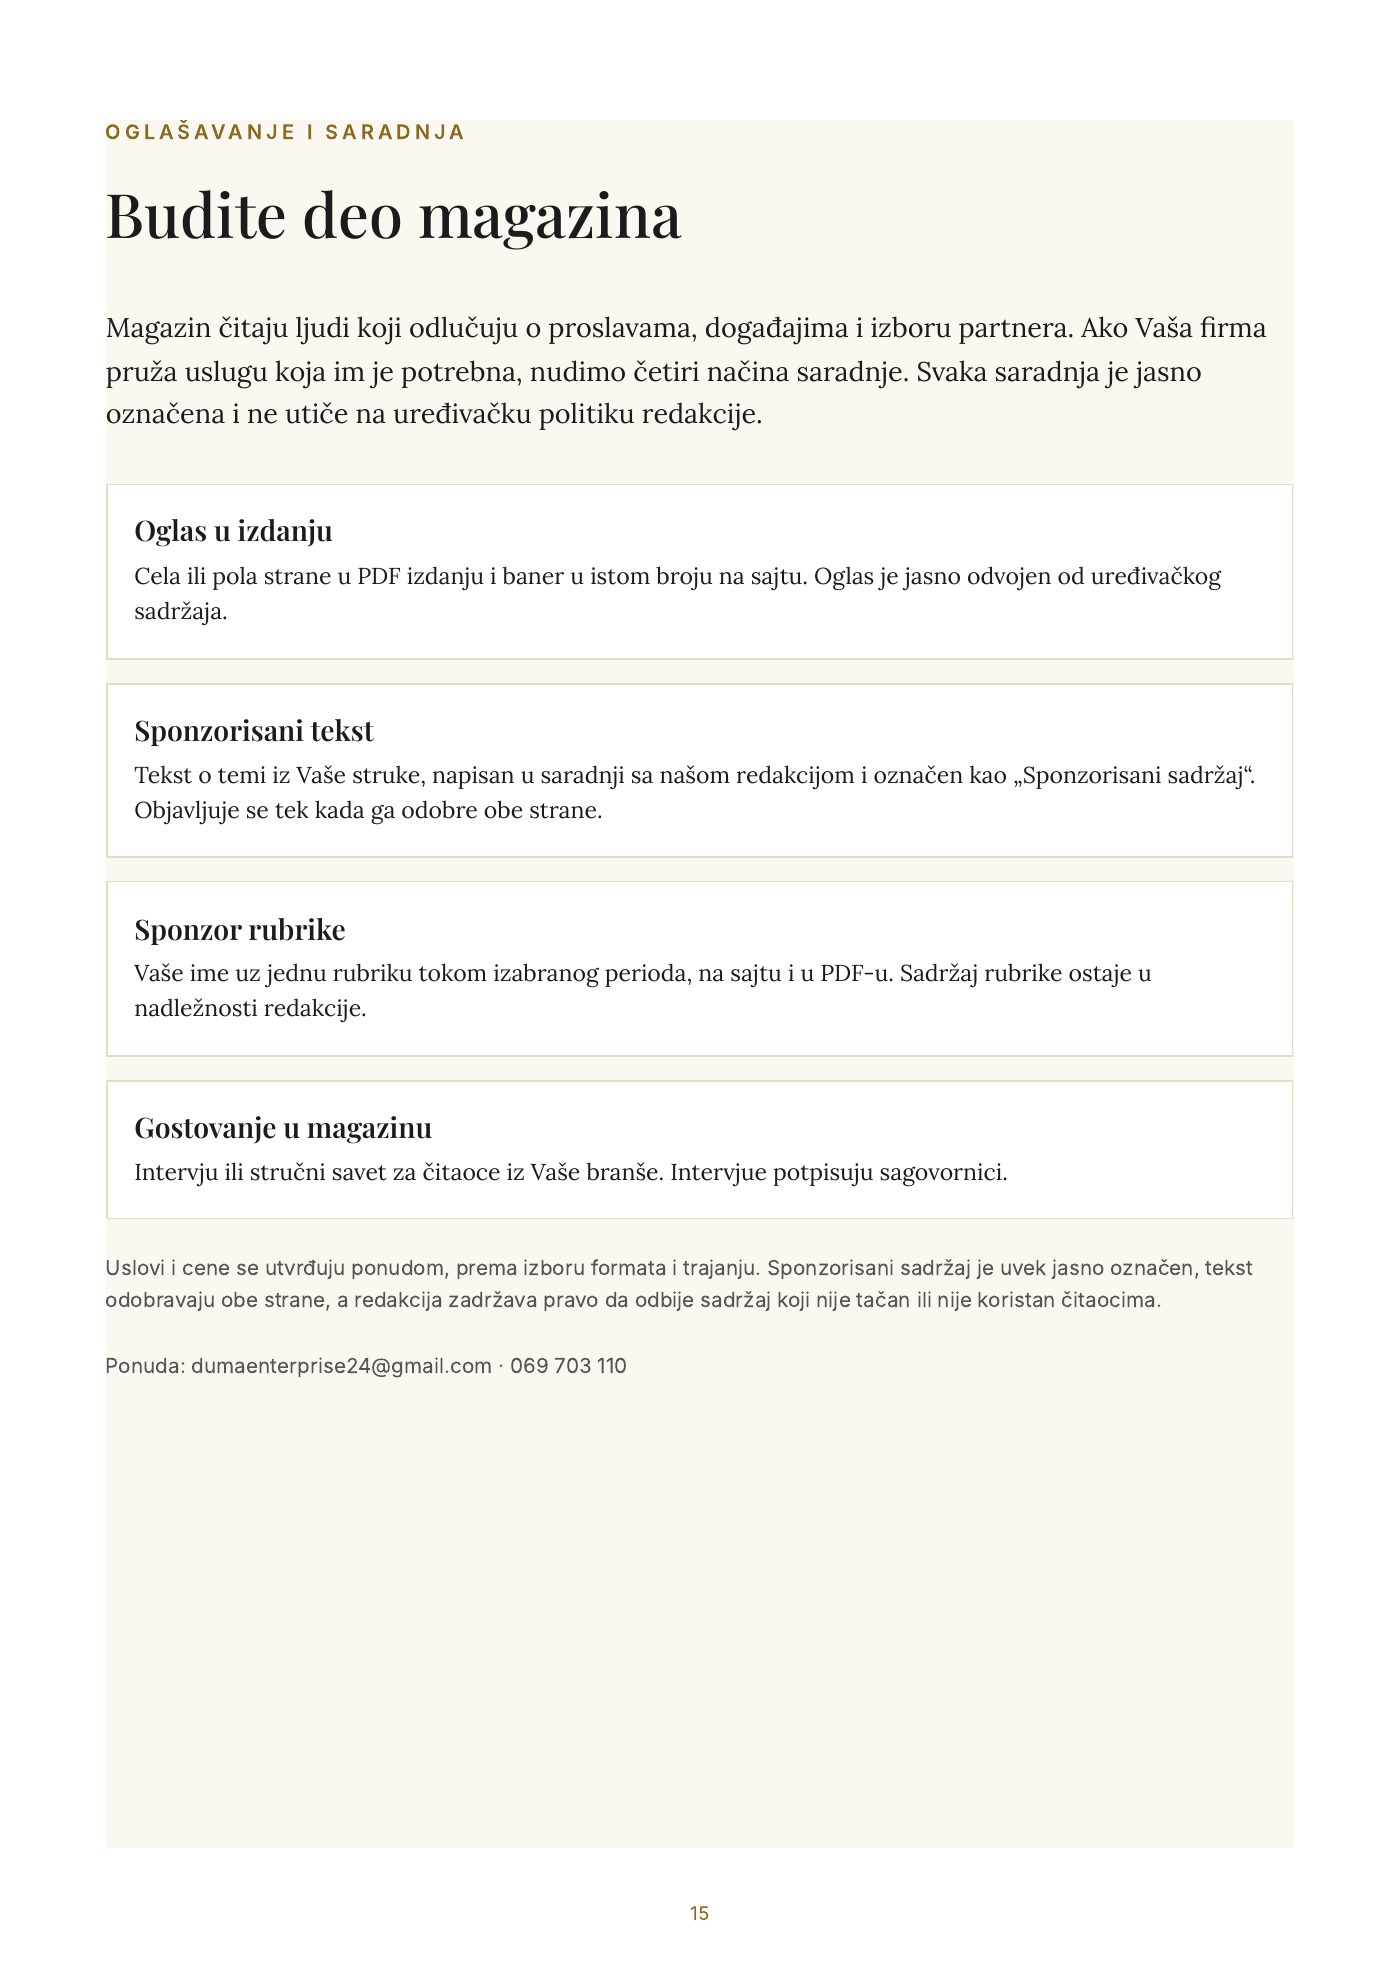 OGLAŠAVANJE I SARADNJA
Budite deo magazina
Magazin čitaju ljudi koji odlučuju o proslavama, događajima i izboru partnera. Ako Vaša firma
pruža uslugu koja im je potrebna, nudimo četiri načina saradnje. Svaka saradnja je jasno
označena i ne utiče na uređivačku politiku redakcije.
Oglas u izdanju
Cela ili pola strane u PDF izdanju i baner u istom broju na sajtu. Oglas je jasno odvojen od uređivačkog
sadržaja.
Sponzorisani tekst
Tekst o temi iz Vaše struke, napisan u saradnji sa našom redakcijom i označen kao „Sponzorisani sadržaj“.
Objavljuje se tek kada ga odobre obe strane.
Sponzor rubrike
Vaše ime uz jednu rubriku tokom izabranog perioda, na sajtu i u PDF-u. Sadržaj rubrike ostaje u
nadležnosti redakcije.
Gostovanje u magazinu
Intervju ili stručni savet za čitaoce iz Vaše branše. Intervjue potpisuju sagovornici.
Uslovi i cene se utvrđuju ponudom, prema izboru formata i trajanju. Sponzorisani sadržaj je uvek jasno označen, tekst
odobravaju obe strane, a redakcija zadržava pravo da odbije sadržaj koji nije tačan ili nije koristan čitaocima.
Ponuda: dumaenterprise24@gmail.com · 069 703 110
15